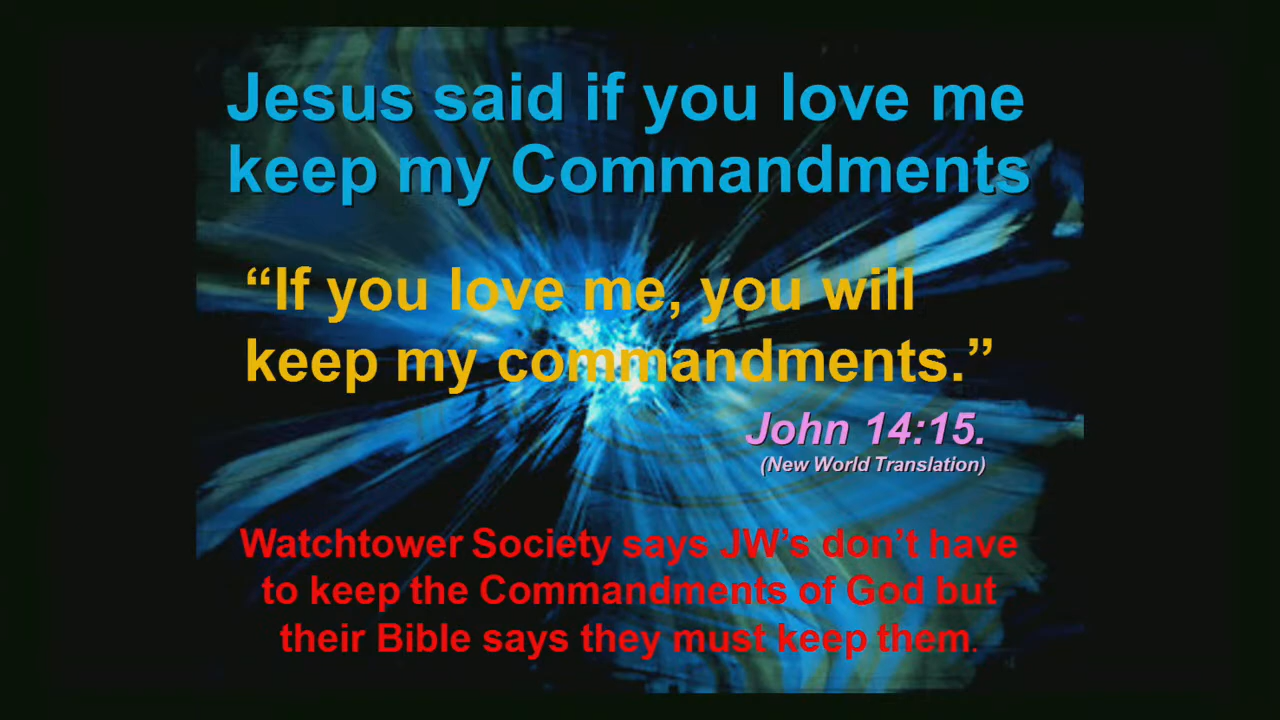 Jesus said if you love me
keep my Commandments
“If you love me, you will
keep my commandments.”
John 14:15.
(New World Translation)
Watchtower Society says JW’s don’t have
to keep the Commandments of God but
their Bible says they must keep them.